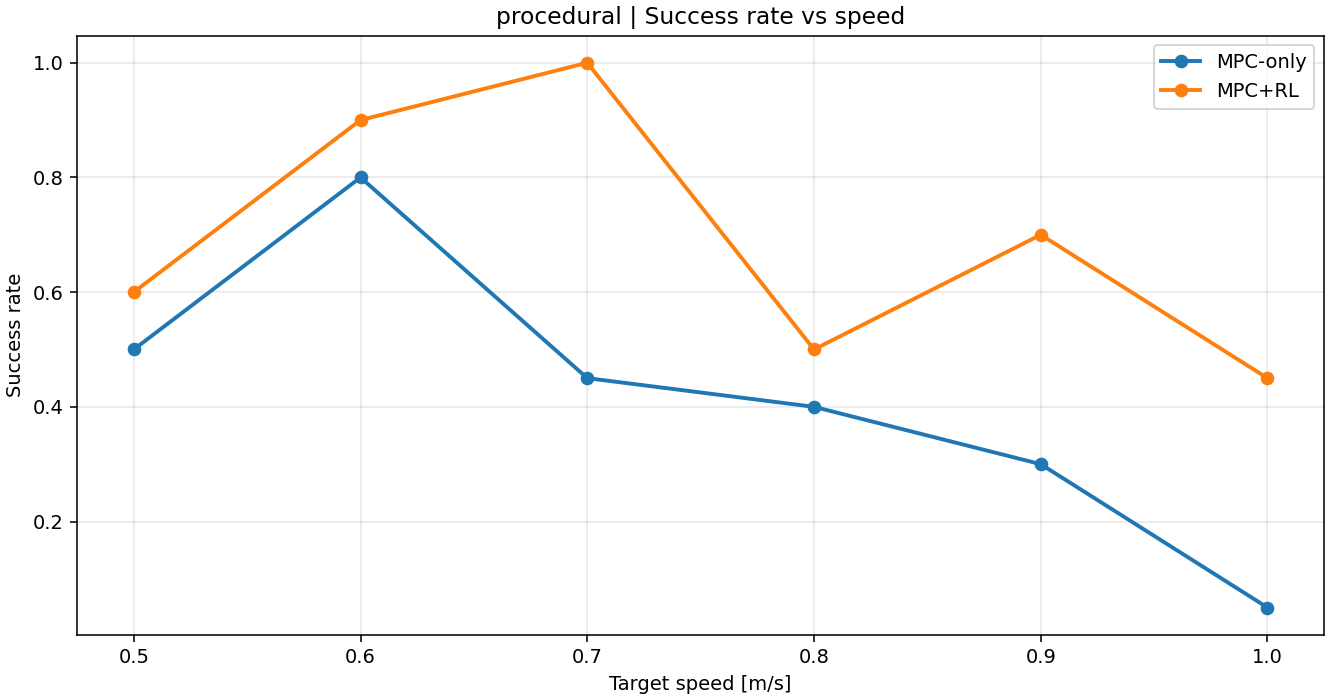 procedural | Success rate vs speed
MPC-only
MPC+RL
Success rate
1.0
0.8
0.6
0.4
0.2
0.5 0.6 0.7 0.8 0.9 1.0
Target speed [m/s]